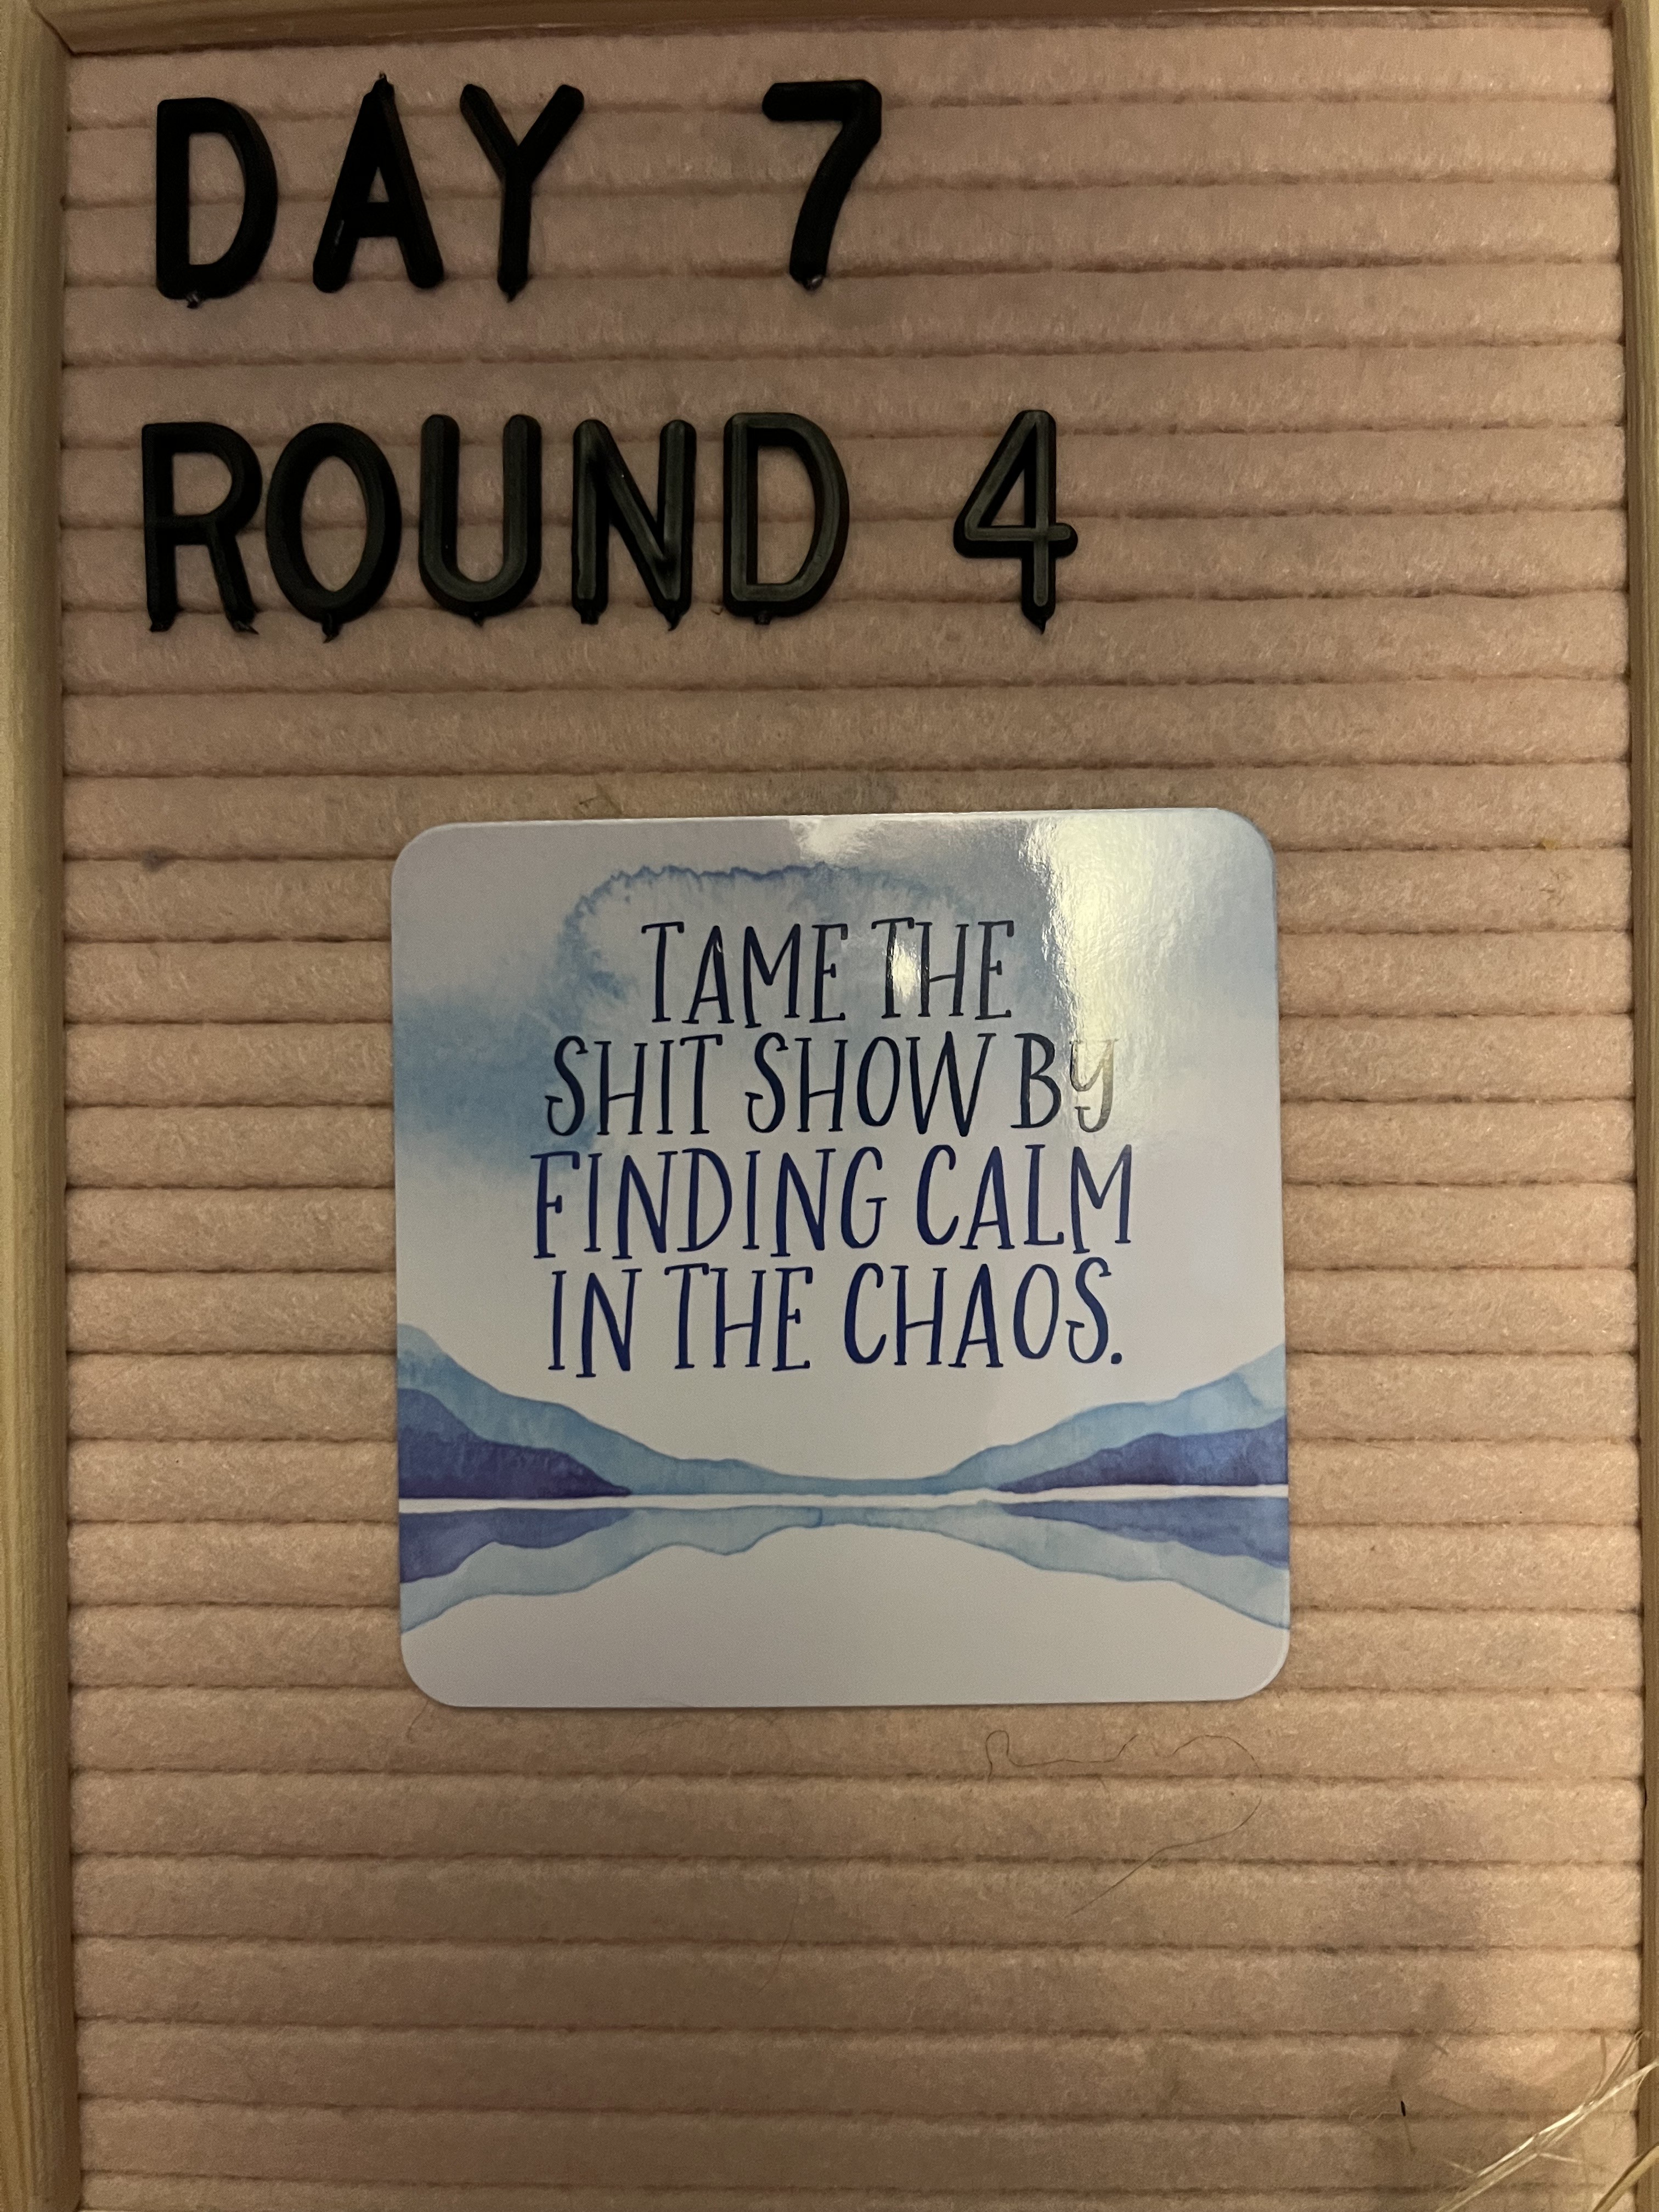 DAY 7
ROUND 4
TAME THE
SHIT SHOW BY
FINDING CALM
IN THE CHAOS.